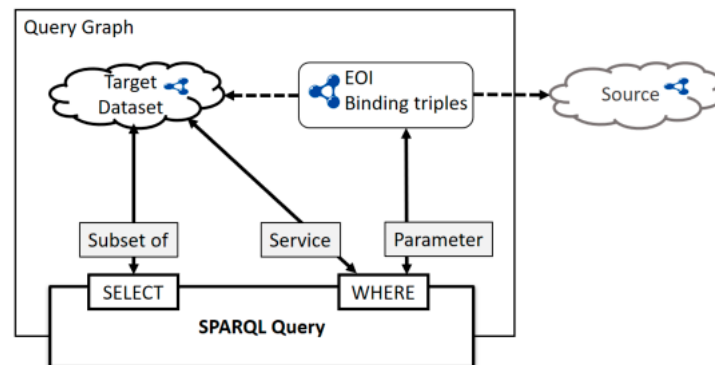 Query Graph
Target
Dataset
EOI
Binding triples
Source
Subset of
Service
Parameter
SELECT
WHERE
SPARQL Query